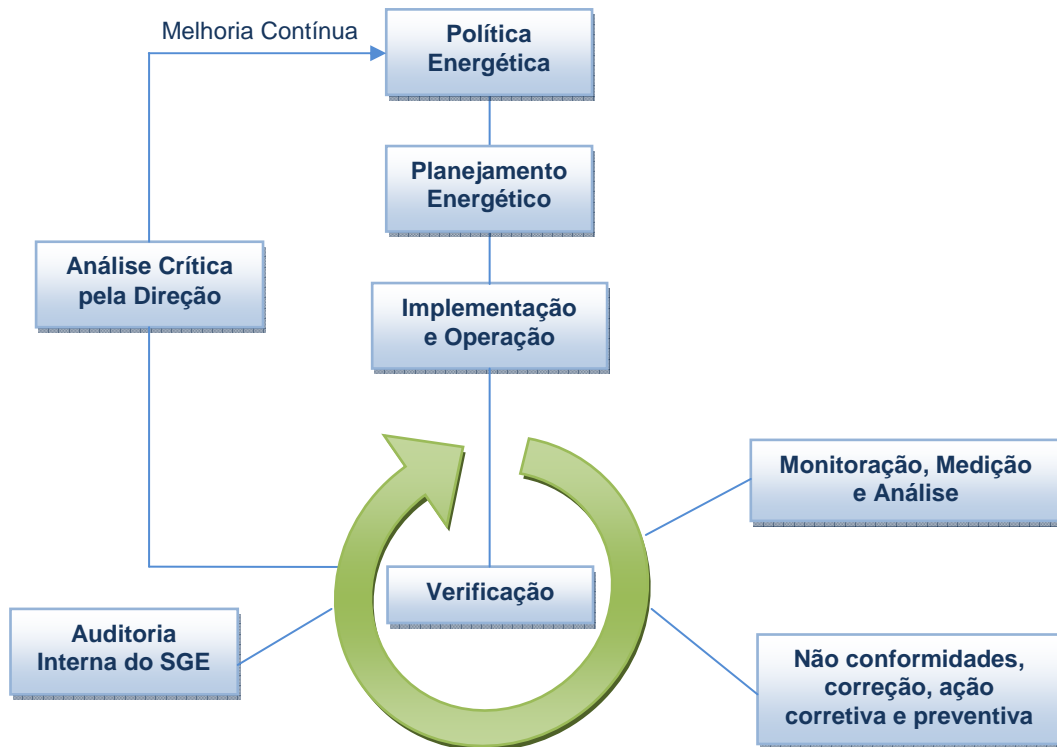 Melhoria Contínua
Política
Energética
Planejamento
Energético
Análise Crítica
pela Direção
Implementação
e Operação
Monitoração, Medição
e Análise
Verificação
Auditoria
Interna do SGE
Não conformidades,
correção, ação
corretiva e preventiva